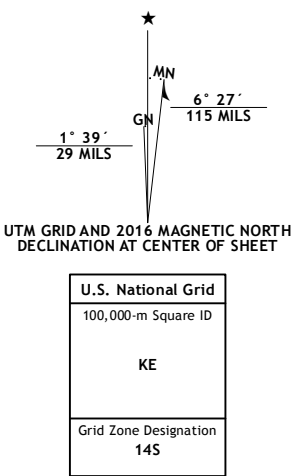 MN
6° 27´
115 MILS
GN
1° 39´
29 MILS
UTM GRID AND 2016 MAGNETIC NORTH
DECLINATION AT CENTER OF SHEET
U.S. National Grid
100,000-m Square ID
KE
Grid Zone Designation
14S